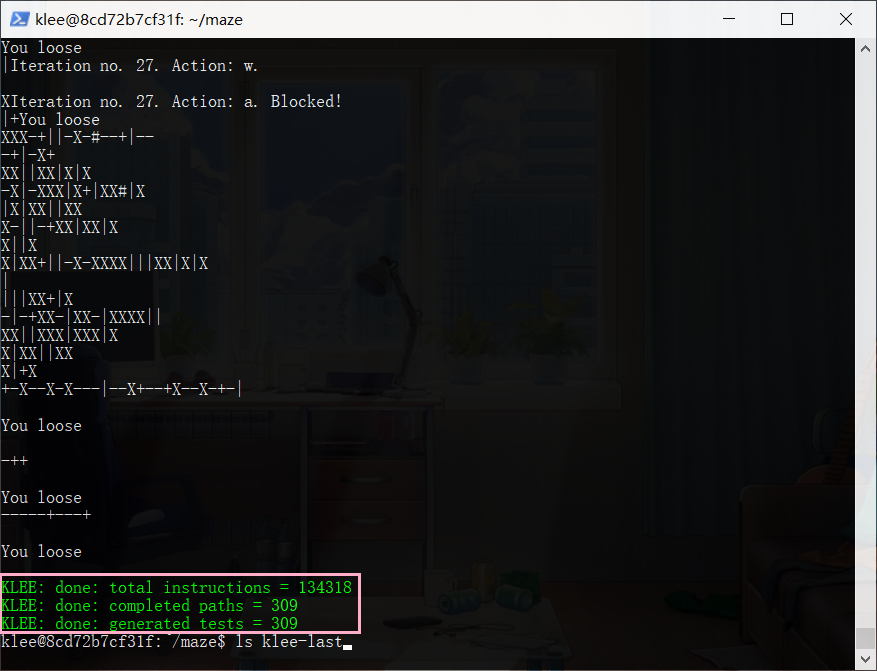 klee@8cd72b7cf31f: ~/maze
You loose
|Iteration no. 27. Action: w.
XIteration no. 27. Action: a. Blocked!
|+You loose
XXX-+||-X-#--+|--
-+|-X+
XX||XX|X|X
-X|-XXX|X+|XX#|X
|X|XX||XX
X-||-+XX|XX|X
X||X
X|XX+||-X-XXXX|||XX|X|X
|
|||XX+|X
-|-+XX-|XX-|XXXX||
XX||XXX|XXX|X
X|XX||XX
X|+X
+-X--X-X---|--X+--+X--X-+-|
You loose
-++
You loose
-----+---+
You loose
KLEE: done: total instructions = 134318
KLEE: done: completed paths = 309
KLEE: done: generated tests = 309
klee@8cd72b7cf31f: /maze$ ls klee-last